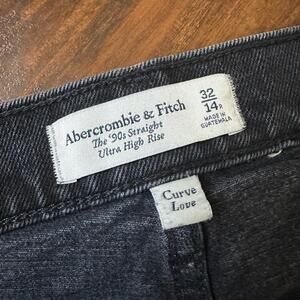 Abercrombie & Fitch
The '90s Straight
Ultra High Rise
32
14R
MADE IN
GUATEMALA
Curve
Love